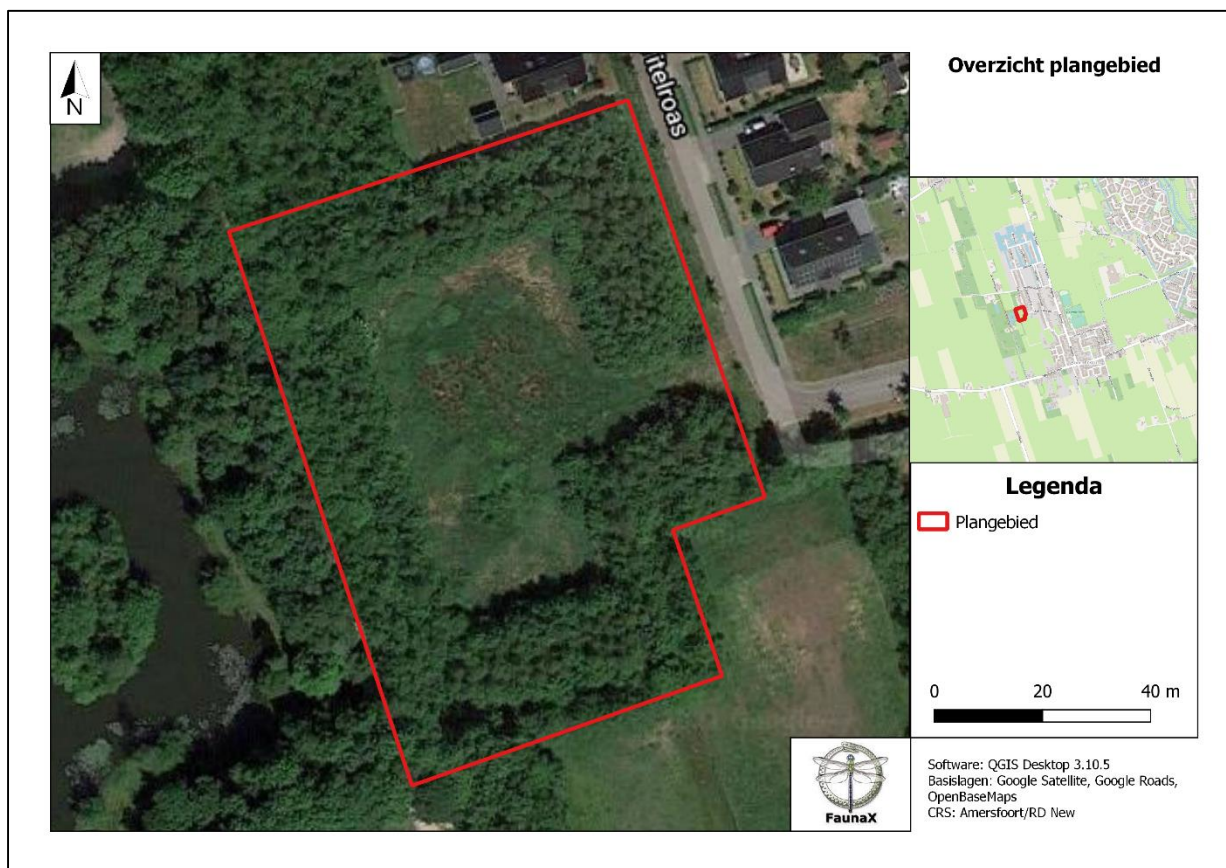 Overzicht plangebied
N
itelroas
Legenda
Plangebied
0 20 40 m
FaunaX
Software: QGIS Desktop 3.10.5
Basislagen: Google Satellite, Google Roads,
OpenBaseMaps
CRS: Amersfoort/RD New